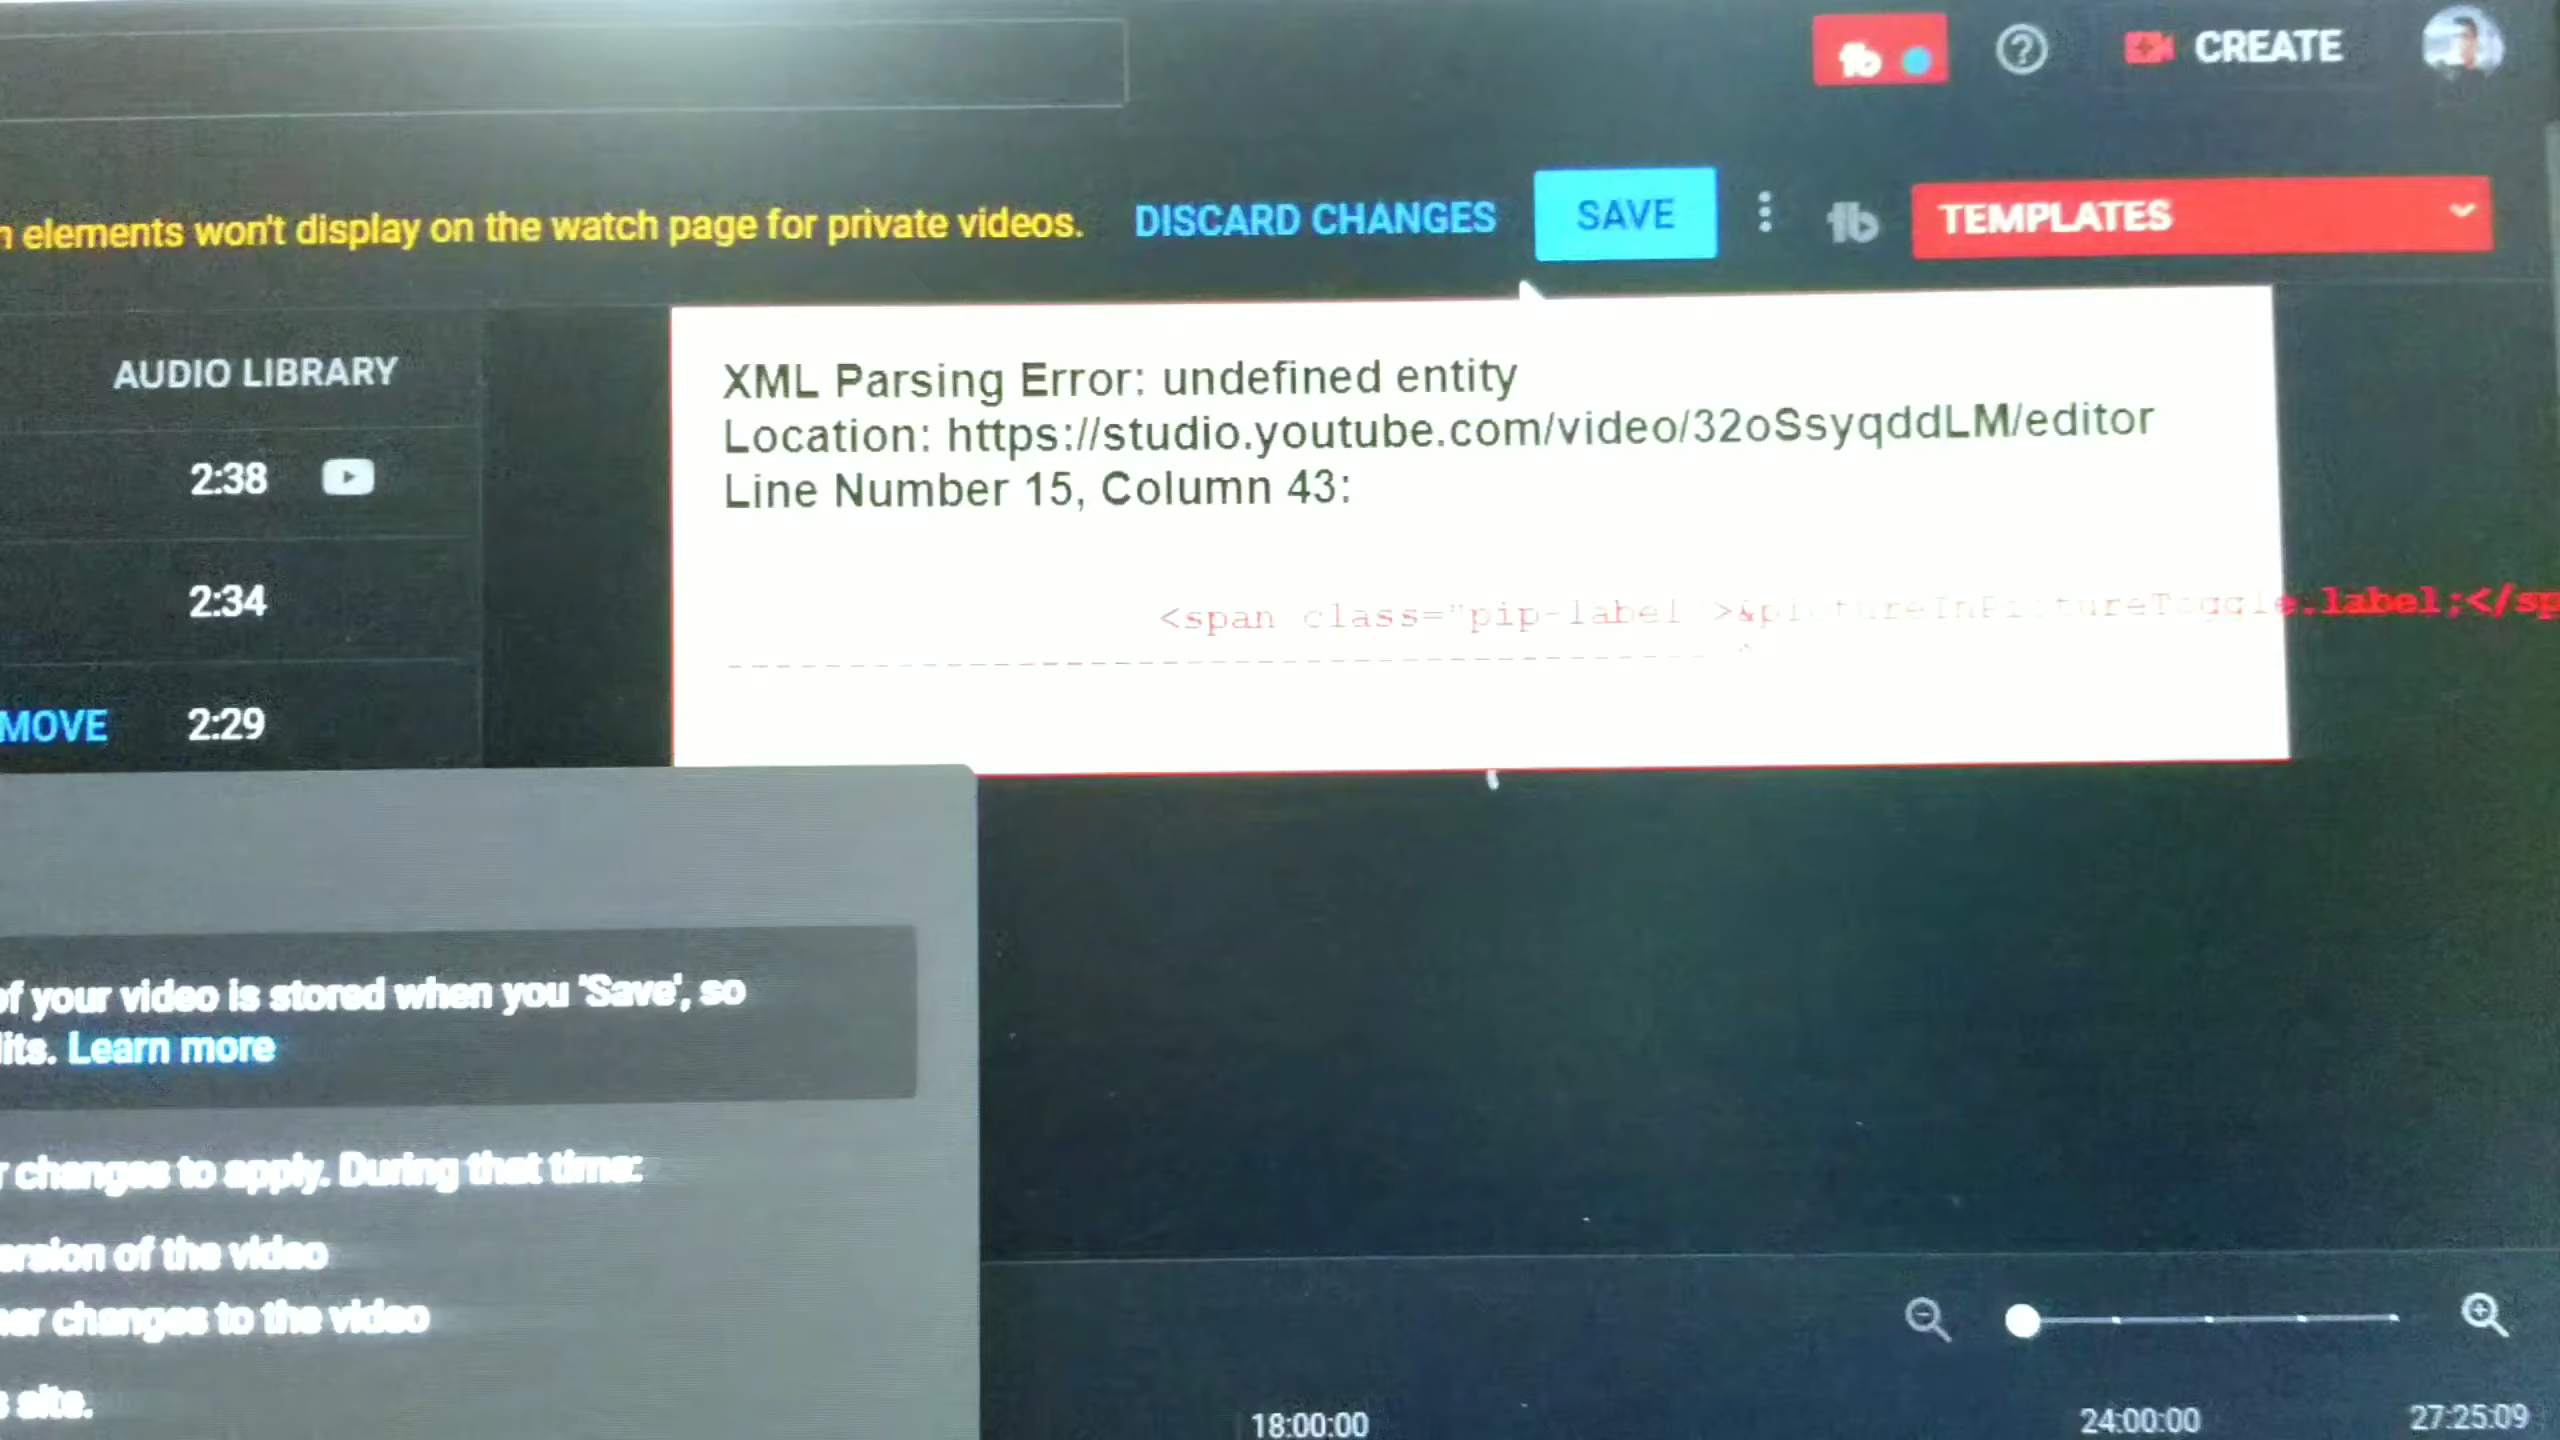 CREATE
elements won't display on the watch page for private videos.
DISCARD CHANGES
SAVE
TEMPLATES
AUDIO LIBRARY
2:38
2:34
MOVE 2:29
XML Parsing Error: undefined entity
Location: https://studio.youtube.com/video/32oSsyqddLM/editor
Line Number 15, Column 43:
<span class="pip-label >&pictureInPictureToggle.label;</sp
of your video is stored when you 'Save', so
its. Learn more
changes to apply. During that time:
ersion of the video
er changes to the video
site.
18:00:00
24:00:00
27:25:09